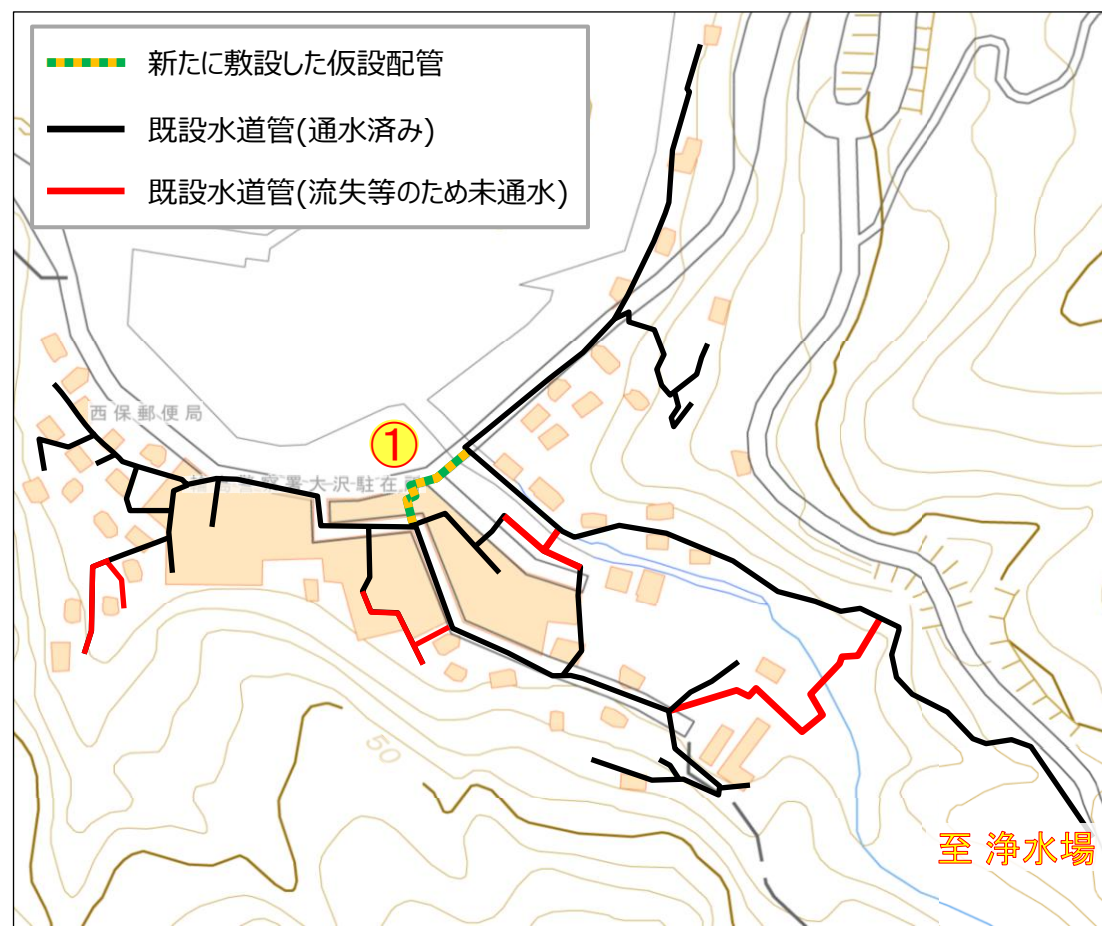 新たに敷設した仮設配管
既設水道管(通水済み)
既設水道管(流失等のため未通水)
西保郵便局
①
察署大沢駐在
50
至 浄水場